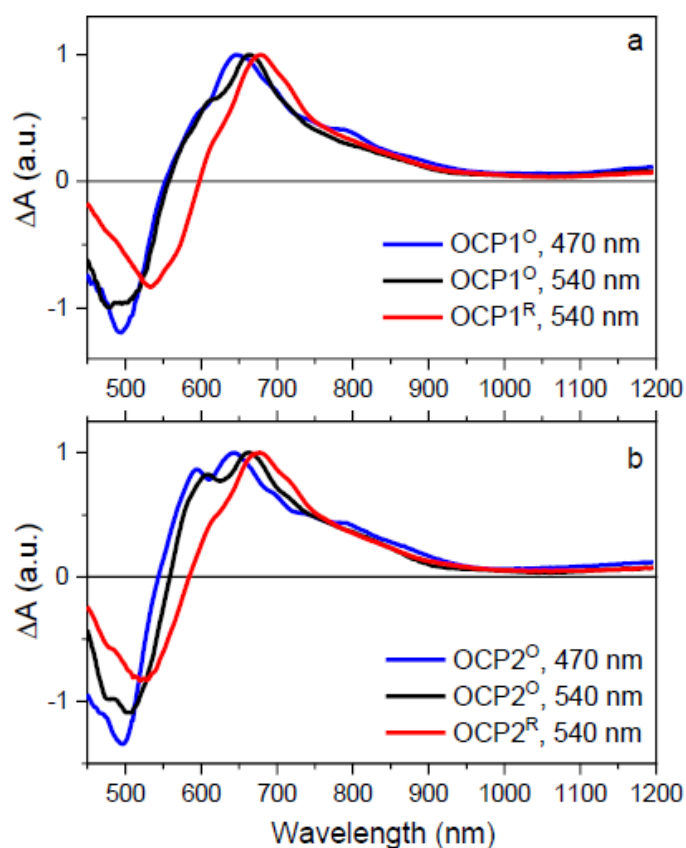 a
1
0
-1
ΔA (a.u.)
OCP1ᴼ, 470 nm
OCP1ᴼ, 540 nm
OCP1ᴿ, 540 nm
500 600 700 800 900 1000 1100 1200
b
1
0
-1
ΔA (a.u.)
OCP2ᴼ, 470 nm
OCP2ᴼ, 540 nm
OCP2ᴿ, 540 nm
500 600 700 800 900 1000 1100 1200
Wavelength (nm)